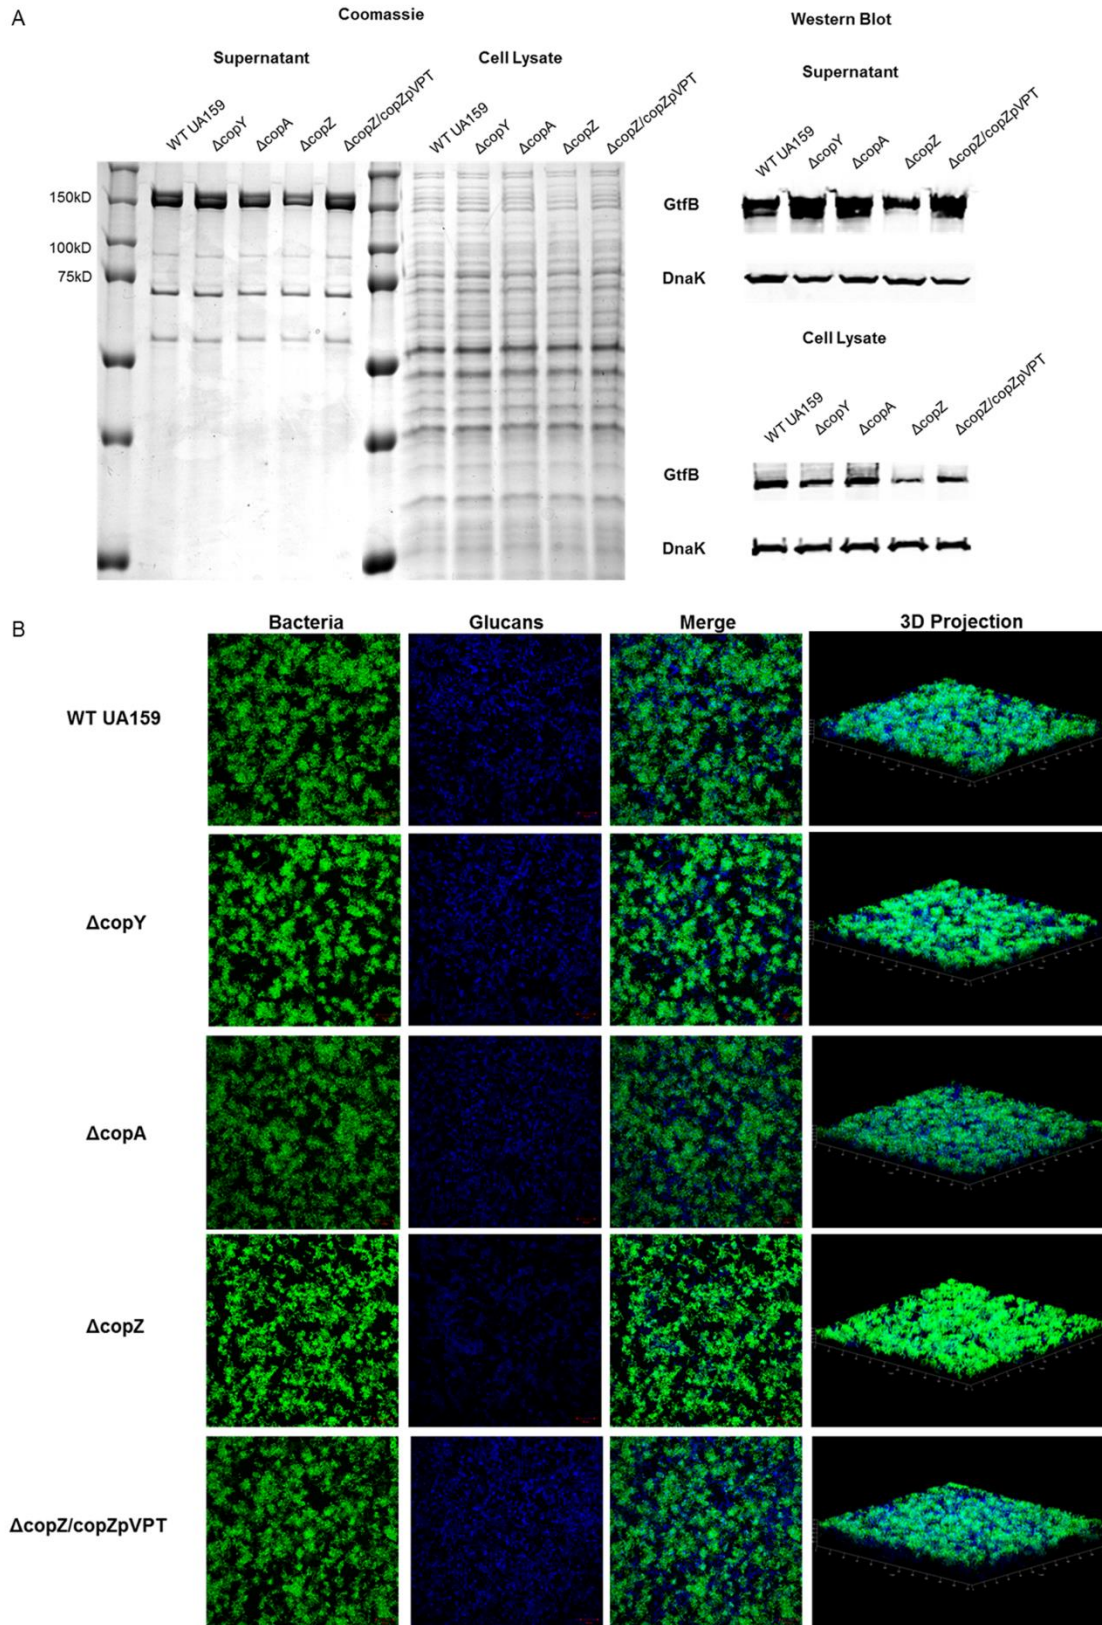 A
Coomassie
Supernatant
Cell Lysate
WT UA159
ΔcopY
ΔcopA
ΔcopZ
ΔcopZ/copZpVPT
WT UA159
ΔcopY
ΔcopA
ΔcopZ
ΔcopZ/copZpVPT
150kD
100kD
75kD
Western Blot
Supernatant
WT UA159
ΔcopY
ΔcopA
ΔcopZ
ΔcopZ/copZpVPT
GtfB
DnaK
Cell Lysate
WT UA159
ΔcopY
ΔcopA
ΔcopZ
ΔcopZ/copZpVPT
GtfB
DnaK
B
Bacteria Glucans Merge 3D Projection
WT UA159
ΔcopY
ΔcopA
ΔcopZ
ΔcopZ/copZpVPT